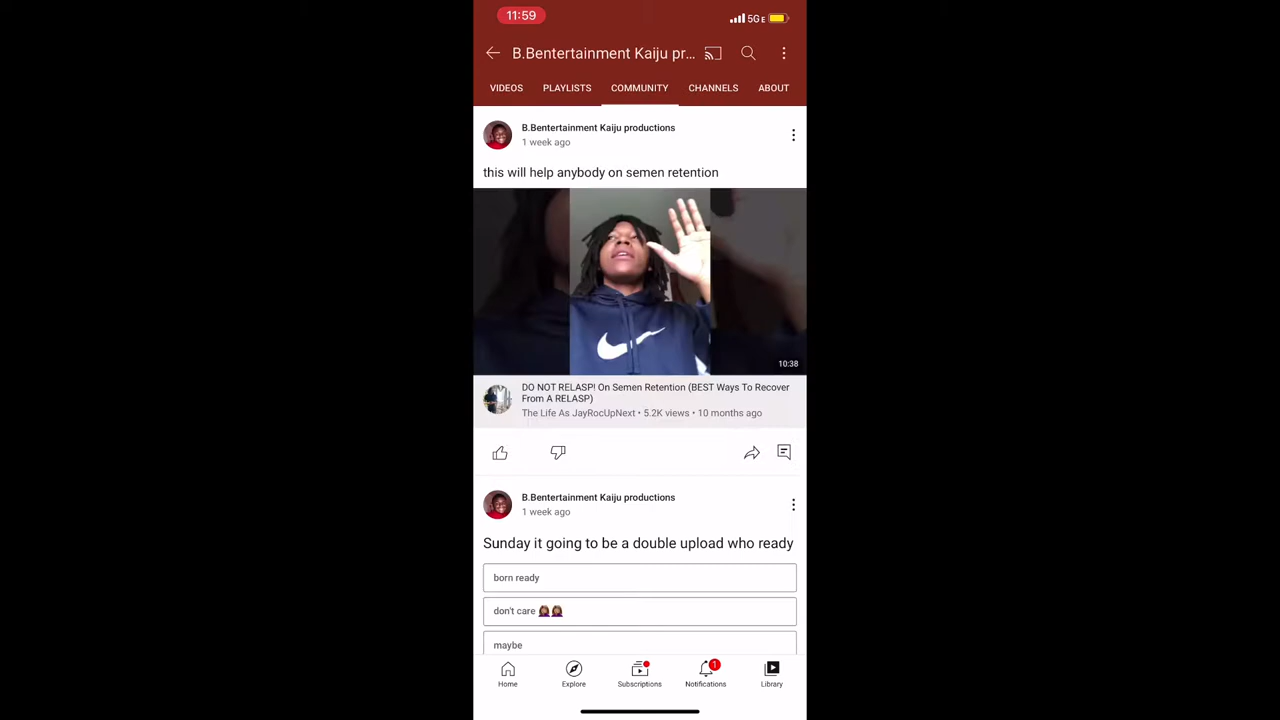 11:59
5GE
B.Bentertainment Kaiju pr...
VIDEOS PLAYLISTS COMMUNITY CHANNELS ABOUT
B.Bentertainment Kaiju productions
1 week ago
this will help anybody on semen retention
10:38
DO NOT RELASP! On Semen Retention (BEST Ways To Recover
From A RELASP)
The Life As JayRocUpNext • 5.2K views • 10 months ago
B.Bentertainment Kaiju productions
1 week ago
Sunday it going to be a double upload who ready
born ready
don't care 🙆🏽‍♀️🙆🏽‍♀️
maybe
1
Home Explore Subscriptions Notifications Library